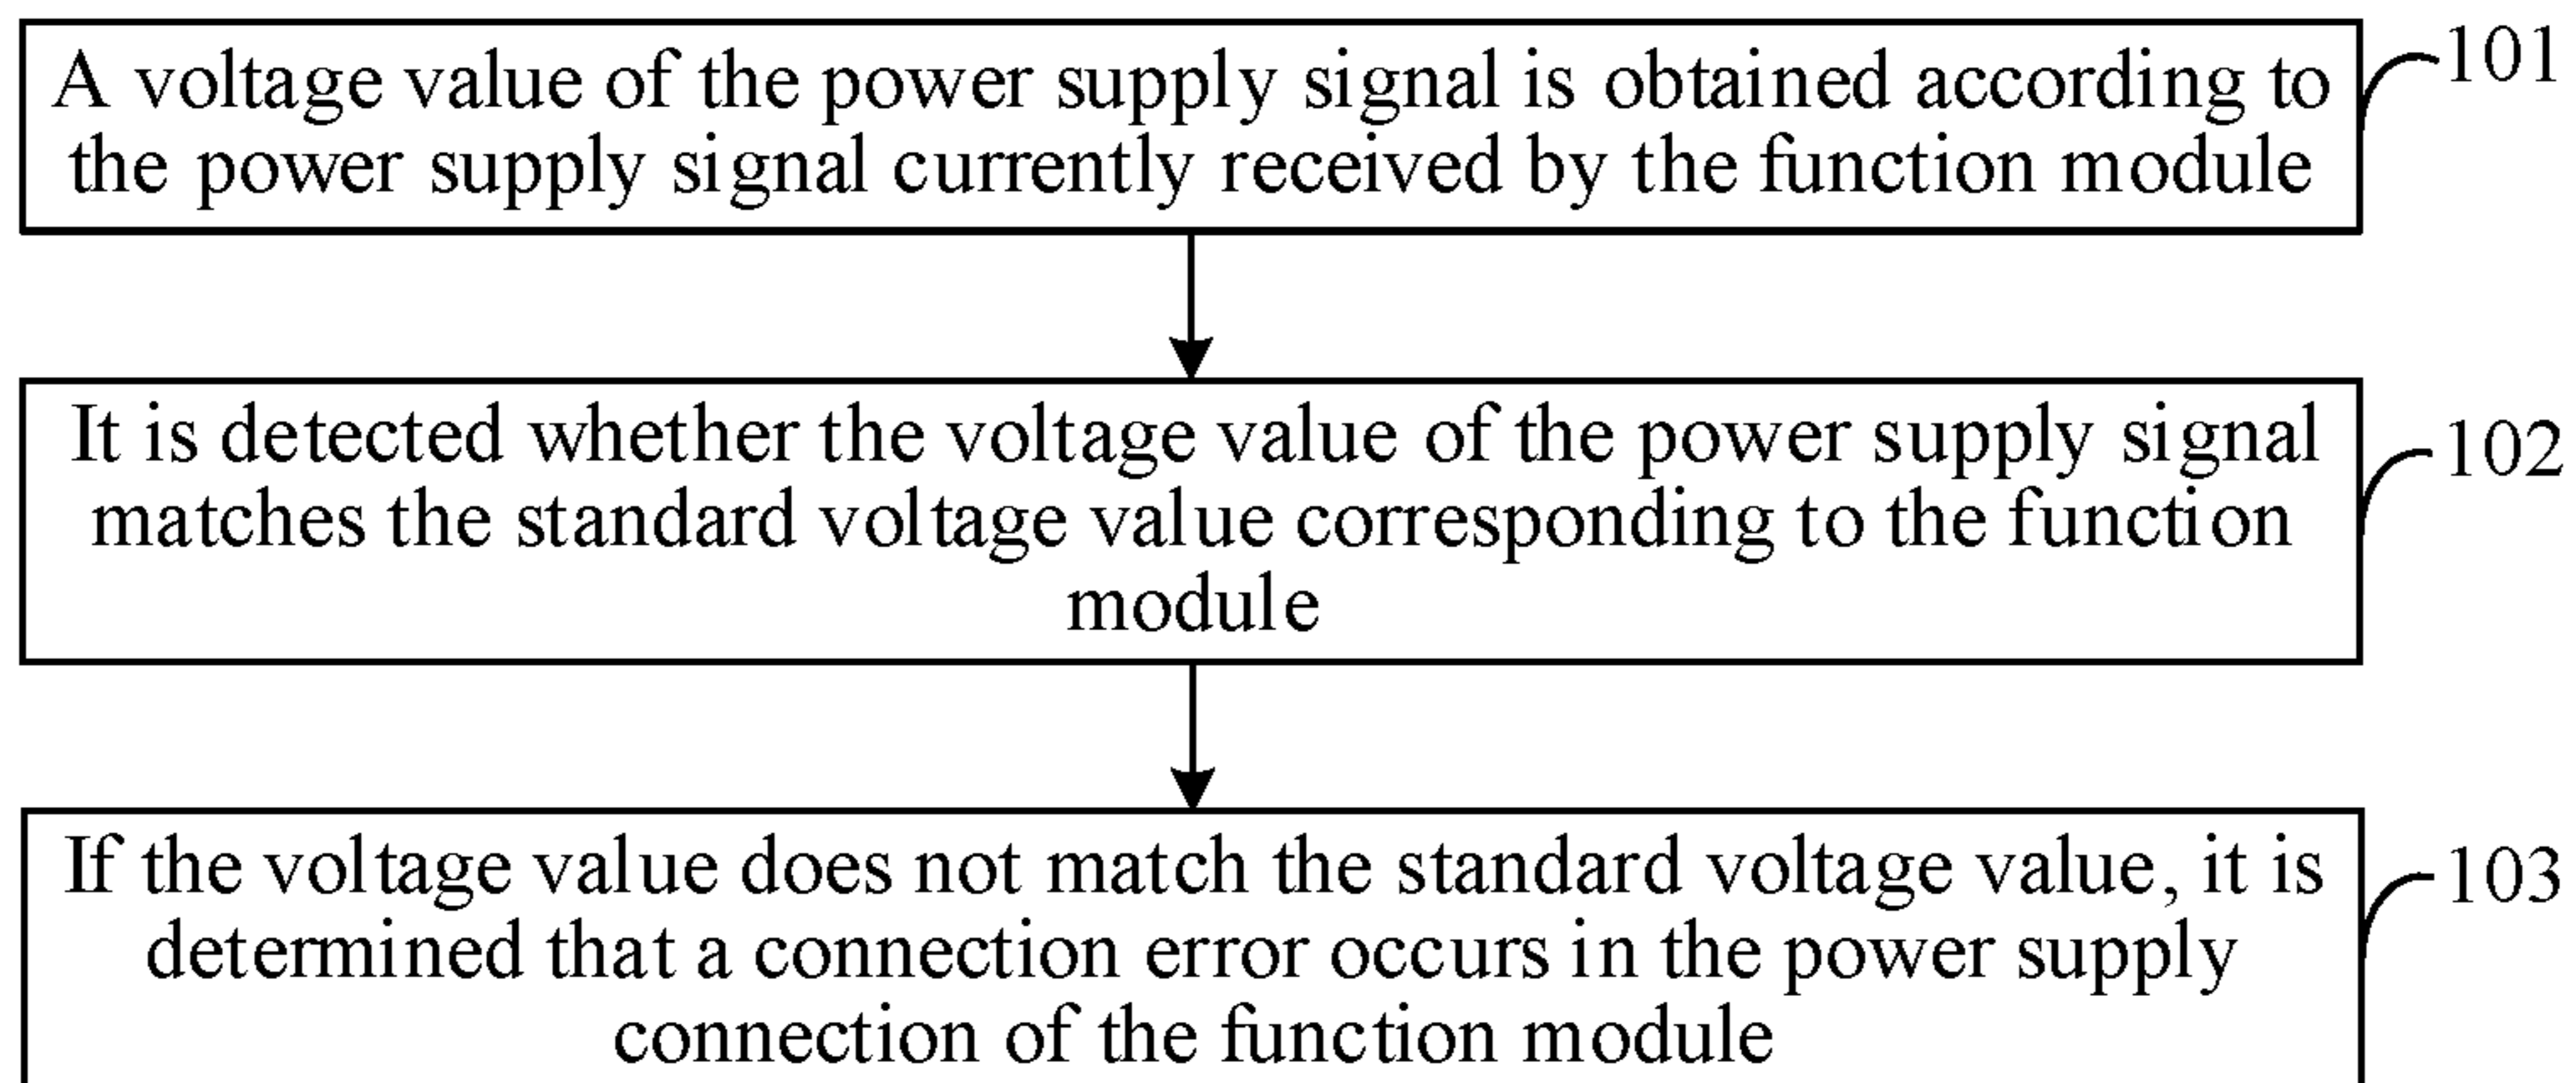 A voltage value of the power supply signal is obtained according to
the power supply signal currently received by the function module
101
It is detected whether the voltage value of the power supply signal
matches the standard voltage value corresponding to the function
module
102
If the voltage value does not match the standard voltage value, it is
determined that a connection error occurs in the power supply
connection of the function module
103